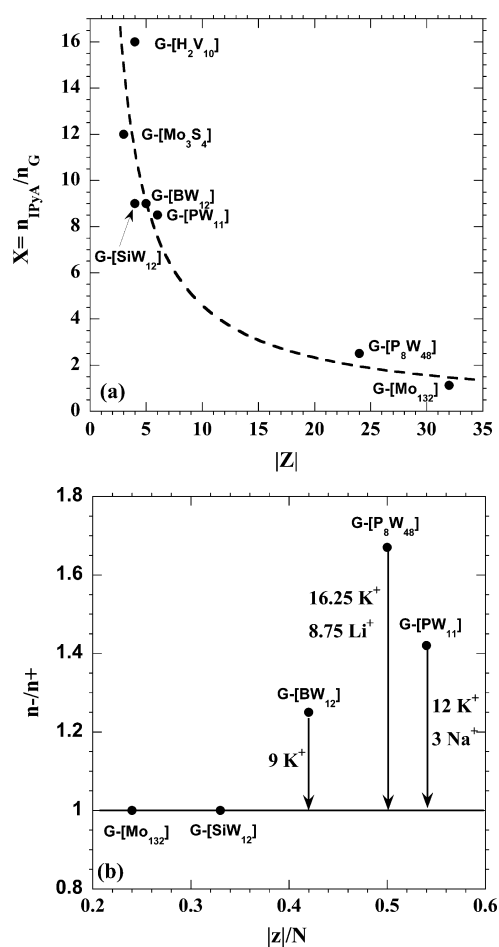 16
14
12
10
8
6
4
2
0
X= n_IPyA/n_G
G-[H₂V₁₀]
G-[Mo₃S₄]
G-[BW₁₂]
G-[PW₁₁]
G-[SiW₁₂]
G-[P₈W₄₈]
G-[Mo₁₃₂]
(a)
0 5 10 15 20 25 30 35
|Z|
1.8
1.6
1.4
1.2
1
0.8
n-/n+
G-[P₈W₄₈]
16.25 K⁺
8.75 Li⁺
G-[PW₁₁]
G-[BW₁₂]
12 K⁺
3 Na⁺
9 K⁺
G-[Mo₁₃₂]
G-[SiW₁₂]
(b)
0.2 0.3 0.4 0.5 0.6
|z|/N